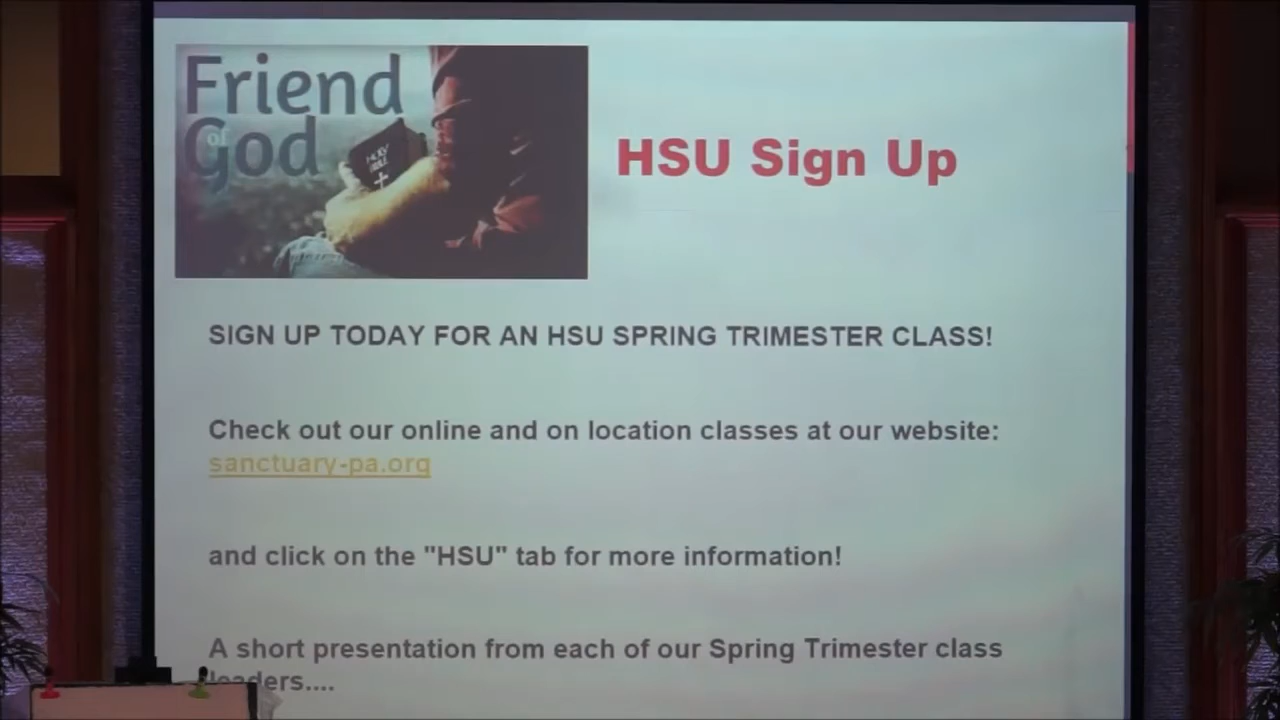 Friend
of
God
HOLY
BIBLE
HSU Sign Up
SIGN UP TODAY FOR AN HSU SPRING TRIMESTER CLASS!
Check out our online and on location classes at our website:
sanctuary-pa.org
and click on the "HSU" tab for more information!
A short presentation from each of our Spring Trimester class
leaders....